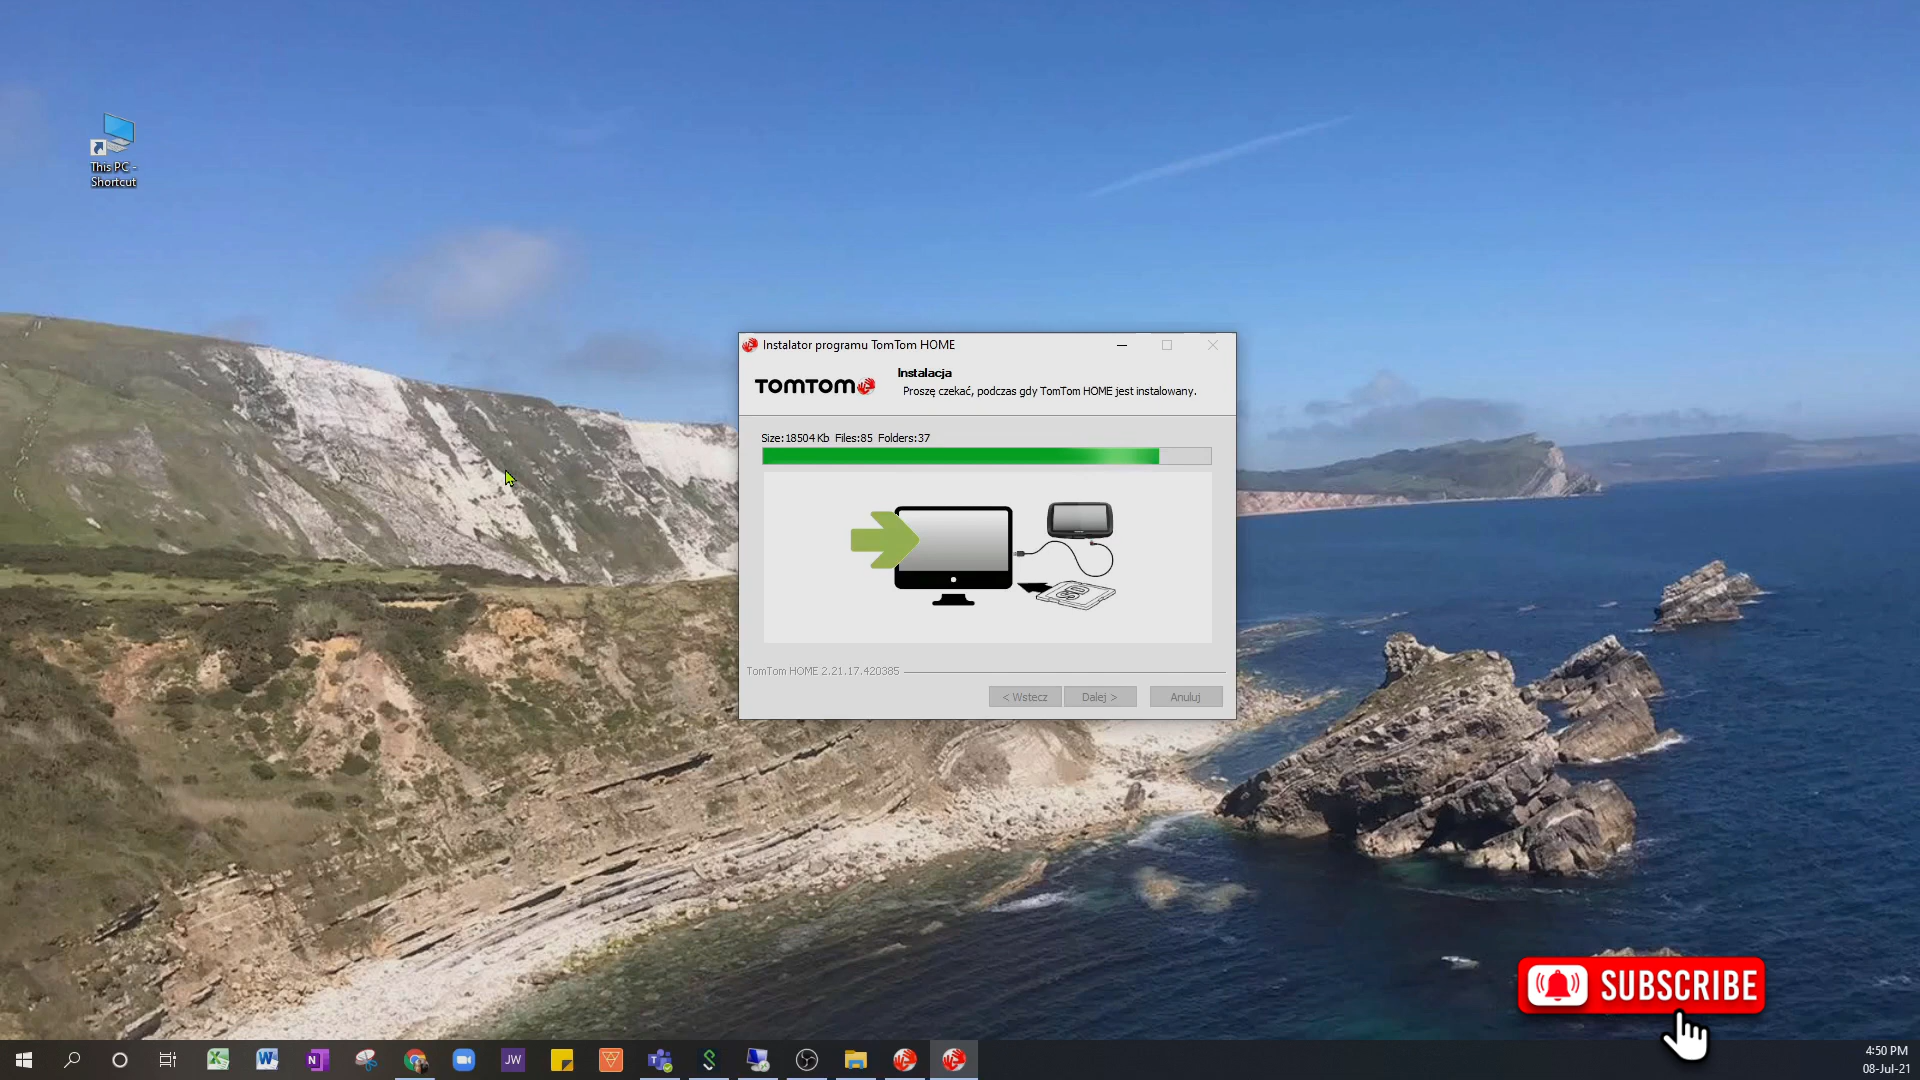 This PC -
Shortcut
Instalator programu TomTom HOME
TOMTOM
Instalacja
Proszę czekać, podczas gdy TomTom HOME jest instalowany.
Size:18504 Kb Files:85 Folders:37
TomTom HOME 2.21.17.420385
< Wstecz
Dalej >
Anuluj
SUBSCRIBE
JW
4:50 PM
08-Jul-21